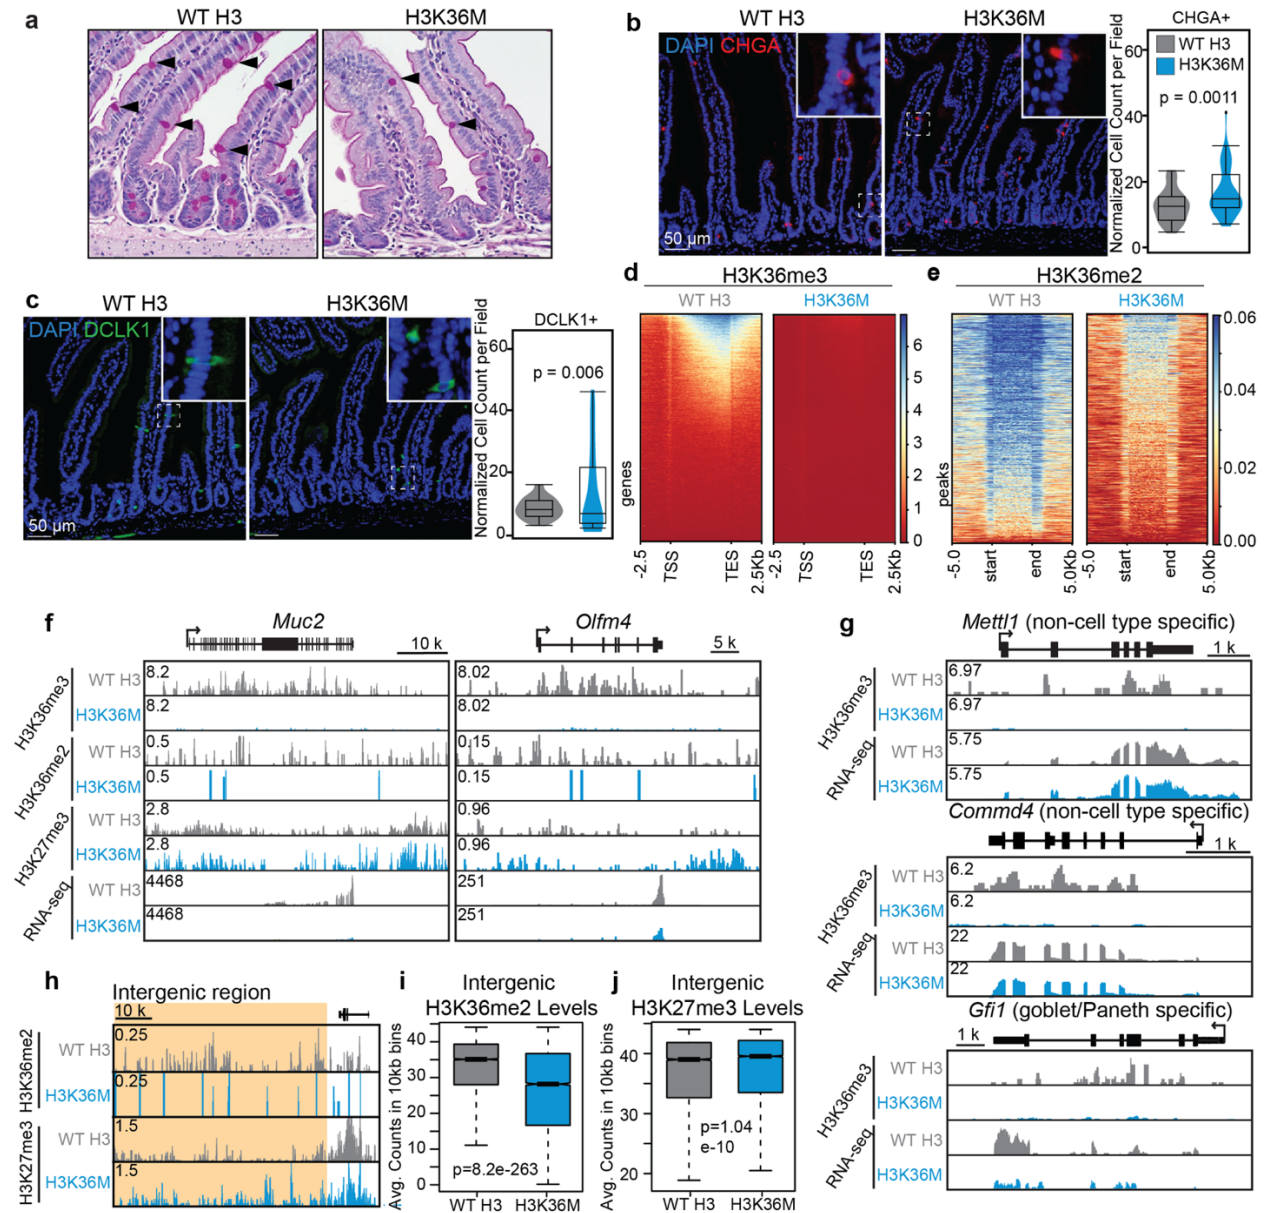 a
WT H3
H3K36M
b
WT H3
H3K36M
DAPI CHGA
50 µm
CHGA+
Normalized Cell Count per Field
60
40
20
0
WT H3
H3K36M
p = 0.0011
c
WT H3
H3K36M
DAPI DCLK1
50 µm
DCLK1+
Normalized Cell Count per Field
60
40
20
0
p = 0.006
d
H3K36me3
WT H3
H3K36M
genes
6
5
4
3
2
1
0
-2.5
TSS
TES
2.5Kb
TSS
TES
2.5Kb
e
H3K36me2
WT H3
H3K36M
peaks
0.06
0.04
0.02
0.00
-5.0
start
end
5.0Kb
-5.0
start
end
5.0Kb
f
Muc2
10 k
Olfm4
5 k
H3K36me3
WT H3
8.2
8.02
H3K36M
8.2
8.02
H3K36me2
WT H3
0.5
0.15
H3K36M
0.5
0.15
H3K27me3
WT H3
2.8
0.96
H3K36M
2.8
0.96
RNA-seq
WT H3
4468
251
H3K36M
4468
251
g
Mettl1 (non-cell type specific)
1 k
H3K36me3
WT H3
6.97
H3K36M
6.97
RNA-seq
WT H3
5.75
H3K36M
5.75
Commd4 (non-cell type specific)
1 k
H3K36me3
WT H3
6.2
H3K36M
6.2
RNA-seq
WT H3
22
H3K36M
22
Gfi1 (goblet/Paneth specific)
1 k
H3K36me3
WT H3
H3K36M
RNA-seq
WT H3
H3K36M
h
Intergenic region
10 k
H3K36me2
WT H3
0.25
H3K36M
0.25
H3K27me3
WT H3
1.5
H3K36M
1.5
i
Intergenic
H3K36me2 Levels
Avg. Counts in 10kb bins
40
30
20
10
0
p=8.2e-263
WT H3
H3K36M
j
Intergenic
H3K27me3 Levels
Avg. Counts in 10kb bins
40
30
20
p=1.04
e-10
WT H3
H3K36M